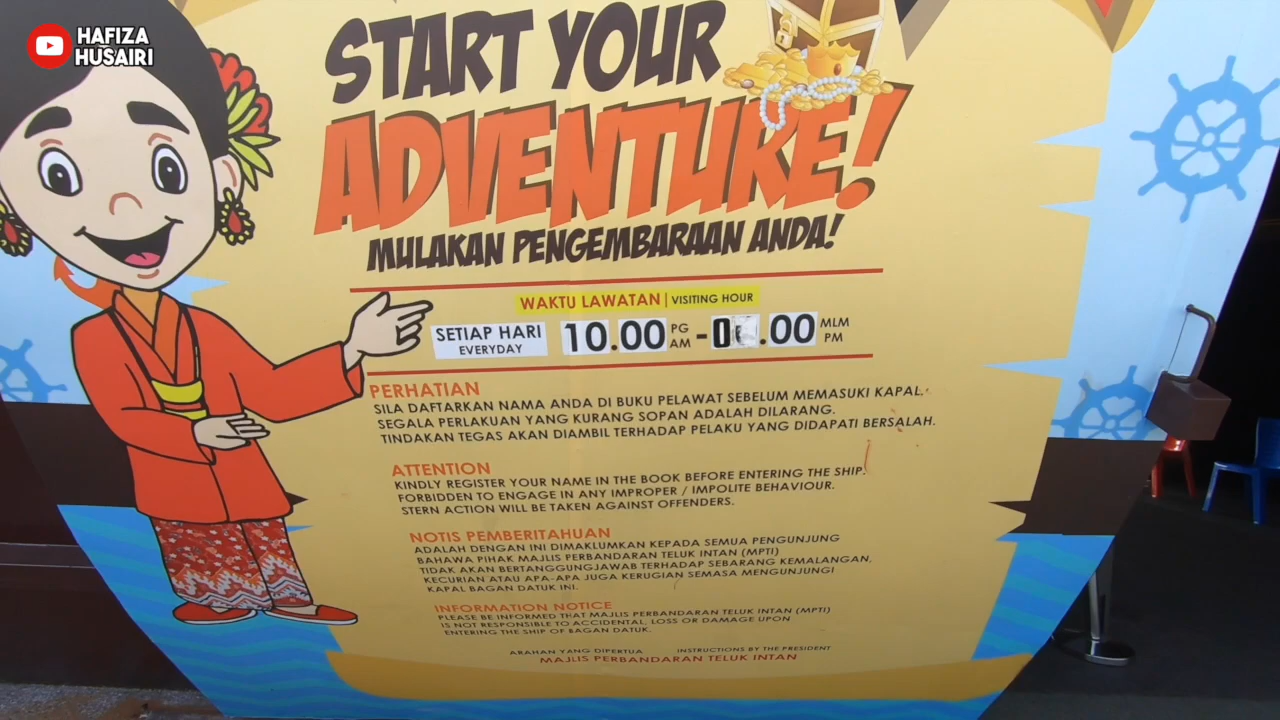 HAFIZA
HUSAIRI
START YOUR
ADVENTURE!
MULAKAN PENGEMBARAAN ANDA!
WAKTU LAWATAN | VISITING HOUR
SETIAP HARI
EVERYDAY
10.00 PG AM - .00 MLM PM
PERHATIAN
SILA DAFTARKAN NAMA ANDA DI BUKU PELAWAT SEBELUM MEMASUKI KAPAL.
SEGALA PERLAKUAN YANG KURANG SOPAN ADALAH DILARANG.
TINDAKAN TEGAS AKAN DIAMBIL TERHADAP PELAKU YANG DIDAPATI BERSALAH.
ATTENTION
KINDLY REGISTER YOUR NAME IN THE BOOK BEFORE ENTERING THE SHIP.
FORBIDDEN TO ENGAGE IN ANY IMPROPER / IMPOLITE BEHAVIOUR.
STERN ACTION WILL BE TAKEN AGAINST OFFENDERS.
NOTIS PEMBERITAHUAN
ADALAH DENGAN INI DIMAKLUMKAN KEPADA SEMUA PENGUNJUNG
BAHAWA PIHAK MAJLIS PERBANDARAN TELUK INTAN (MPTI)
TIDAK AKAN BERTANGGUNGJAWAB TERHADAP SEBARANG KEMALANGAN,
KECURIAN ATAU APA-APA JUGA KERUGIAN SEMASA MENGUNJUNGI
KAPAL BAGAN DATUK INI.
INFORMATION NOTICE
PLEASE BE INFORMED THAT MAJLIS PERBANDARAN TELUK INTAN (MPTI)
IS NOT RESPONSIBLE TO ACCIDENTAL, LOSS OR DAMAGE UPON
ENTERING THE SHIP OF BAGAN DATUK.
ARAHAN YANG DIPERTUA INSTRUCTIONS BY THE PRESIDENT
MAJLIS PERBANDARAN TELUK INTAN